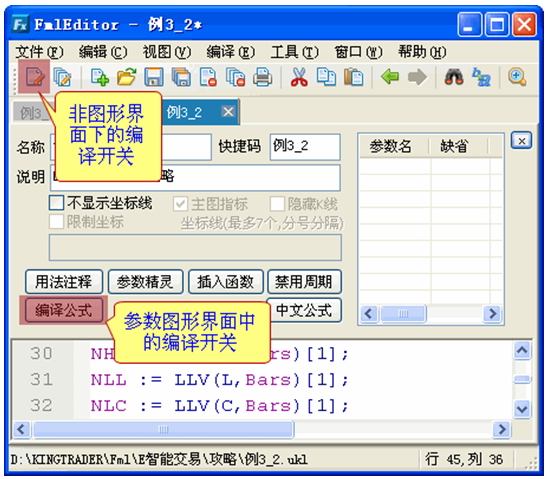 FmlEditor - 例3_2*
文件(F) 编辑(C) 视图(V) 编译(E) 工具(T) 窗口(W) 帮助(H)
例3_ 例3_2
非图形界
面下的编
译开关
名称 快捷码 例3_2
说明 略
参数名 缺省
不显示坐标线 主图指标 隐藏K线
限制坐标 坐标线(最多7个,分号分隔)
用法注释 参数精灵 插入函数 禁用周期
编译公式 中文公式
参数图形界面中
的编译开关
30 NH ars)[1];
31 NLL := LLV(L,Bars)[1];
32 NLC := LLV(C,Bars)[1];
D:\KINGTRADER\Fml\E智能交易\攻略\例3_2.ukl 行 45,列 36